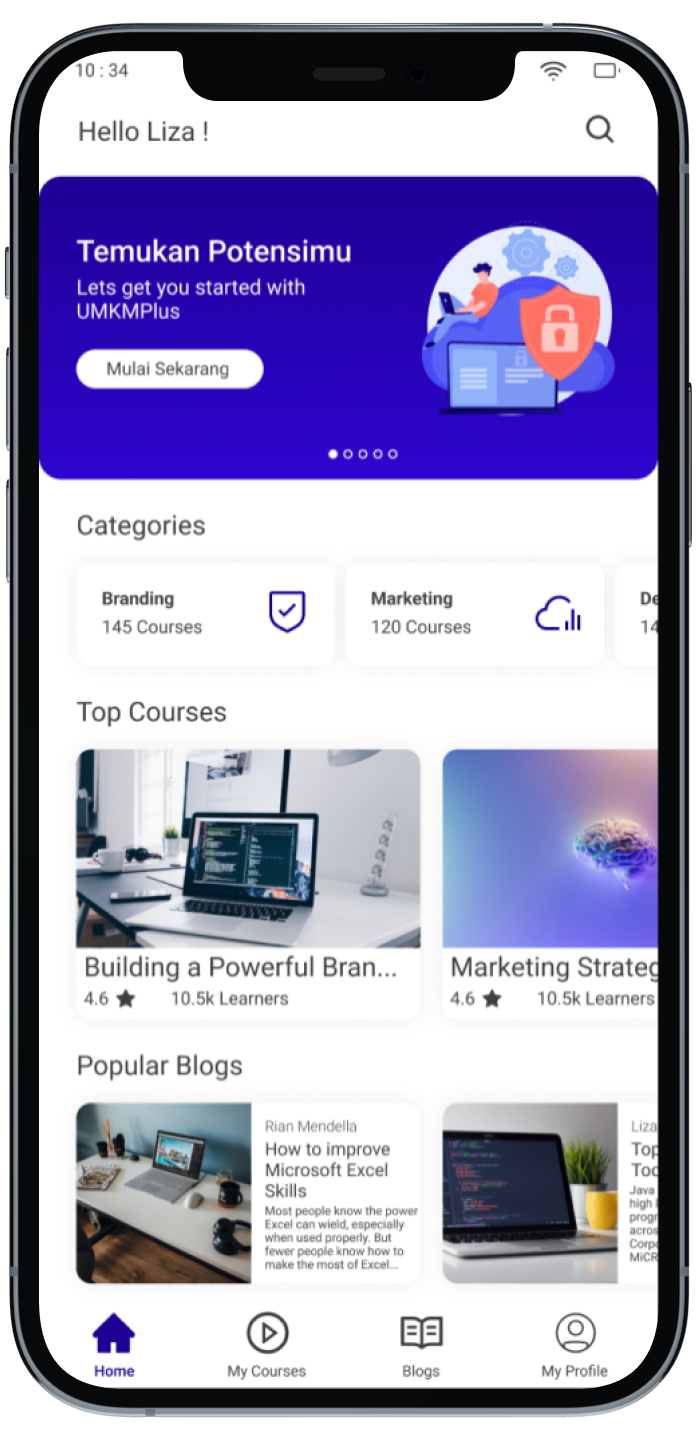 10 : 34
Hello Liza !
Temukan Potensimu
Lets get you started with
UMKMPlus
Mulai Sekarang
Categories
Branding
145 Courses
Marketing
120 Courses
De
14
Top Courses
Building a Powerful Bran...
4.6
10.5k Learners
Marketing Strateg
4.6
10.5k Learners
Popular Blogs
Rian Mendella
How to improve
Microsoft Excel
Skills
Most people know the power
Excel can wield, especially
when used properly. But
fewer people know how to
make the most of Excel...
Liza
Top
Too
Java
high l
progr
acros
Corp
MiCR
Home
My Courses
Blogs
My Profile